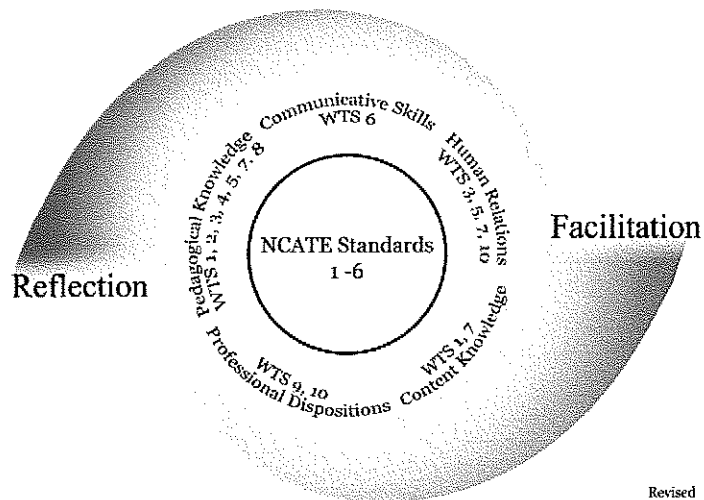 Communicative Skills
WTS 6
Human Relations
WTS 3, 5, 7, 10
Pedagogical Knowledge
WTS 1, 2, 3, 4, 5, 7, 8
NCATE Standards
1 -6
Facilitation
Reflection
WTS 1, 7
Content Knowledge
WTS 9, 10
Professional Dispositions
Revised